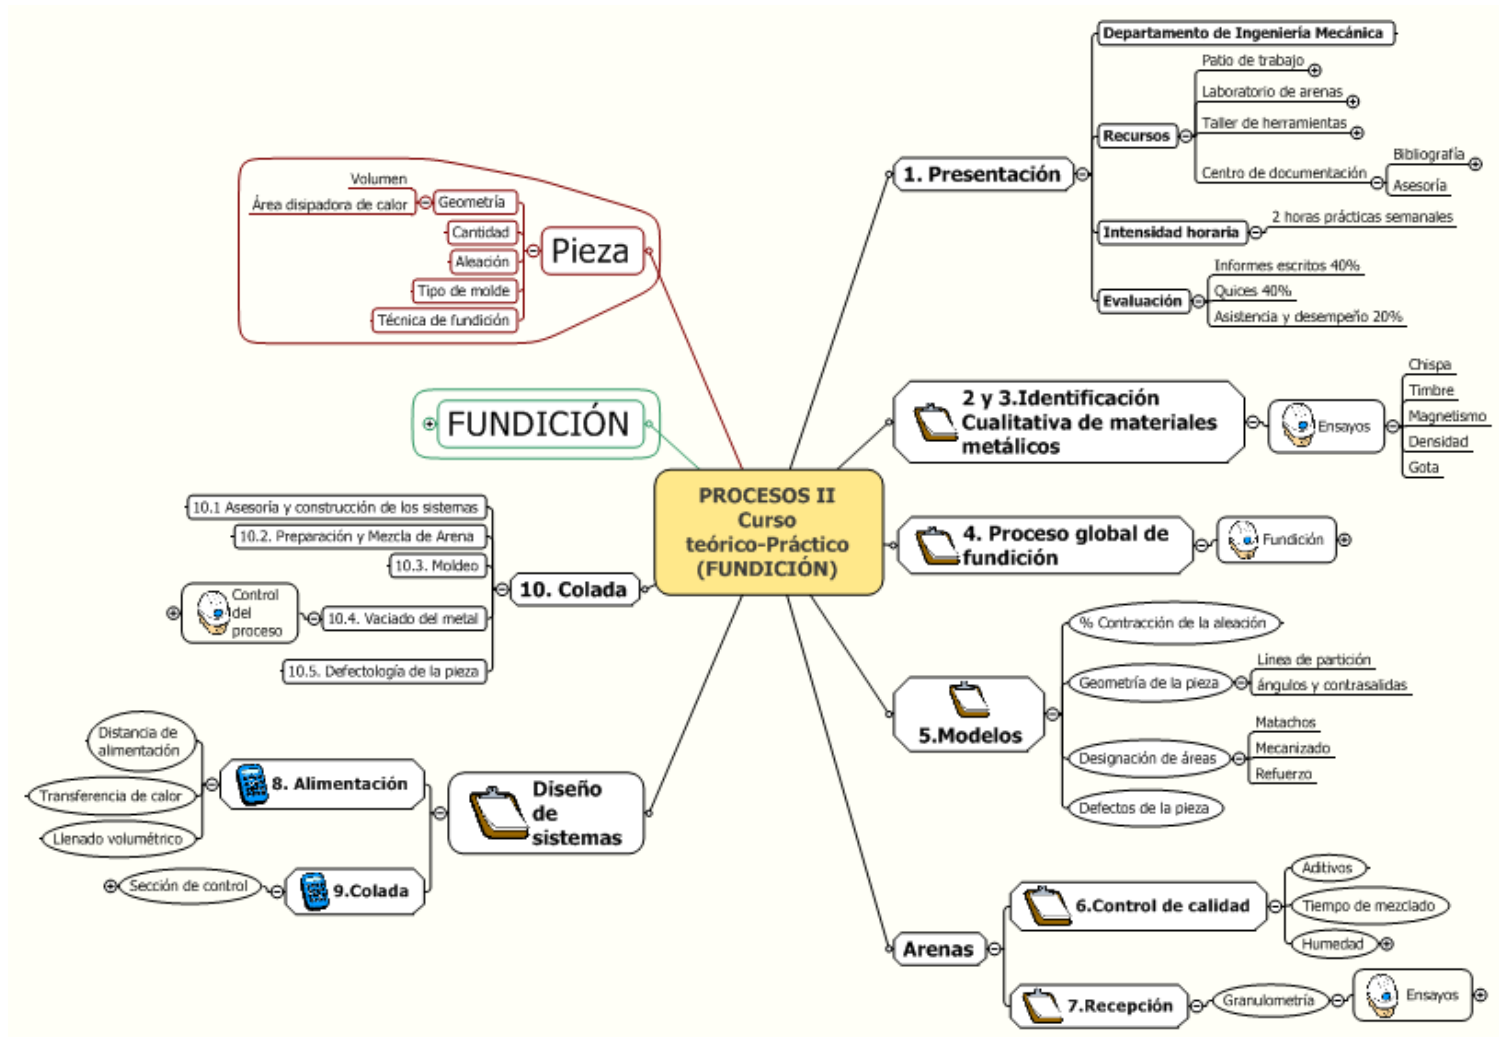 PROCESOS II
Curso
teórico-Práctico
(FUNDICIÓN)
1. Presentación
Departamento de Ingeniería Mecánica
Recursos
Patio de trabajo
Laboratorio de arenas
Taller de herramientas
Centro de documentación
Bibliografía
Asesoría
Intensidad horaria
2 horas prácticas semanales
Evaluación
Informes escritos 40%
Quices 40%
Asistencia y desempeño 20%
2 y 3.Identificación
Cualitativa de materiales
metálicos
Ensayos
Chispa
Timbre
Magnetismo
Densidad
Gota
4. Proceso global de
fundición
Fundición
5.Modelos
% Contracción de la aleación
Geometría de la pieza
Línea de partición
ángulos y contrasalidas
Designación de áreas
Matachos
Mecanizado
Refuerzo
Defectos de la pieza
Arenas
6.Control de calidad
Aditivos
Tiempo de mezclado
Humedad
7.Recepción
Granulometría
Ensayos
Diseño
de
sistemas
8. Alimentación
Distancia de
alimentación
Transferencia de calor
Llenado volumétrico
9.Colada
Sección de control
10. Colada
10.1 Asesoría y construcción de los sistemas
10.2. Preparación y Mezcla de Arena
10.3. Moldeo
10.4. Vaciado del metal
Control
del
proceso
10.5. Defectología de la pieza
FUNDICIÓN
Pieza
Geometría
Volumen
Área disipadora de calor
Cantidad
Aleación
Tipo de molde
Técnica de fundición